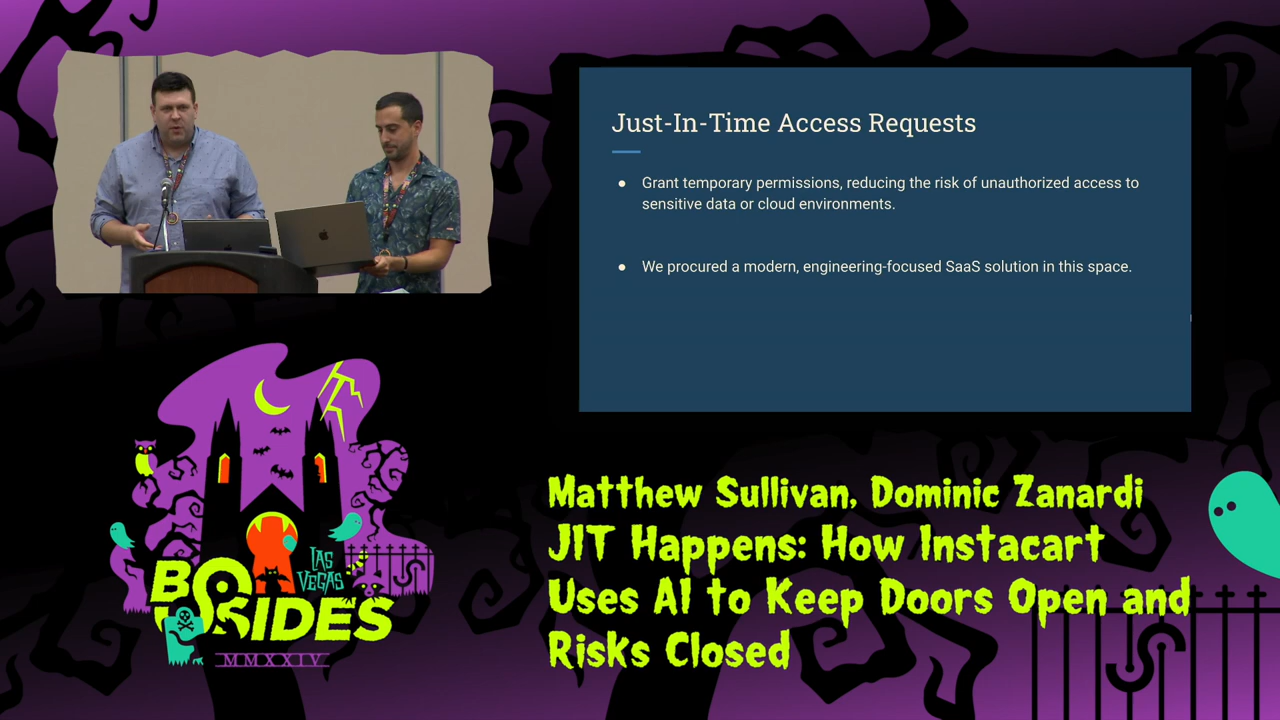 Just-In-Time Access Requests
● Grant temporary permissions, reducing the risk of unauthorized access to
sensitive data or cloud environments.
● We procured a modern, engineering-focused SaaS solution in this space.
LAS
VEGAS
BSIDES
MMXXIV
Matthew Sullivan, Dominic Zanardi
JIT Happens: How Instacart
Uses AI to Keep Doors Open and
Risks Closed